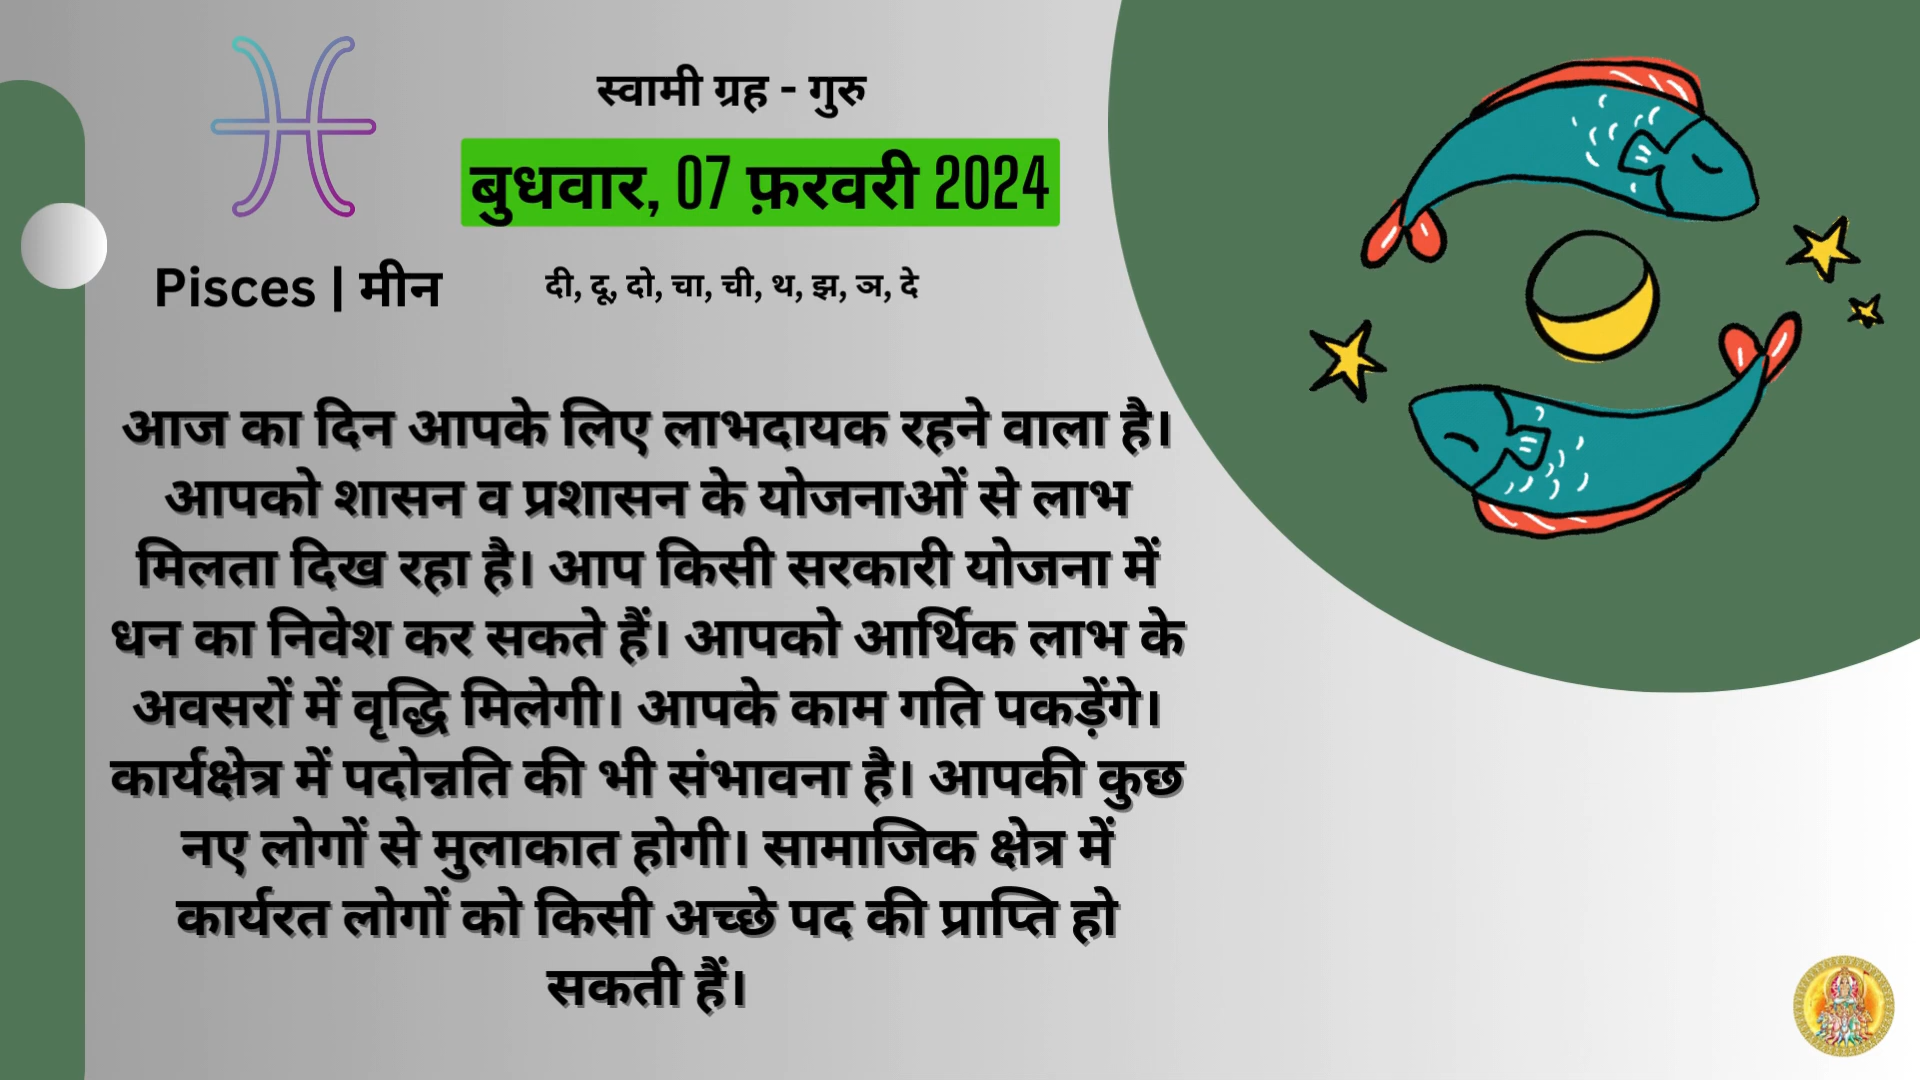 स्वामी ग्रह - गुरु
बुधवार, 07 फ़रवरी 2024
Pisces | मीन
दी, दू, दो, चा, ची, थ, झ, ञ, दे
आज का दिन आपके लिए लाभदायक रहने वाला है।
आपको शासन व प्रशासन के योजनाओं से लाभ
मिलता दिख रहा है। आप किसी सरकारी योजना में
धन का निवेश कर सकते हैं। आपको आर्थिक लाभ के
अवसरों में वृद्धि मिलेगी। आपके काम गति पकड़ेंगे।
कार्यक्षेत्र में पदोन्नति की भी संभावना है। आपकी कुछ
नए लोगों से मुलाकात होगी। सामाजिक क्षेत्र में
कार्यरत लोगों को किसी अच्छे पद की प्राप्ति हो
सकती हैं।